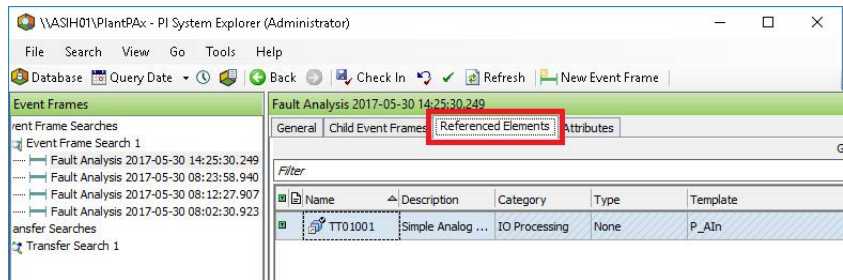 \\ASIH01\PlantPAx - PI System Explorer (Administrator)
File Search View Go Tools Help
Database Query Date Back Check In Refresh New Event Frame
Event Frames
Fault Analysis 2017-05-30 14:25:30.249
General Child Event Frames Referenced Elements Attributes
G
Filter
Name Description Category Type Template
TT01001 Simple Analog ... IO Processing None P_AIn
ent Frame Searches
Event Frame Search 1
Fault Analysis 2017-05-30 14:25:30.249
Fault Analysis 2017-05-30 08:23:58.940
Fault Analysis 2017-05-30 08:12:27.907
Fault Analysis 2017-05-30 08:02:30.923
ansfer Searches
Transfer Search 1